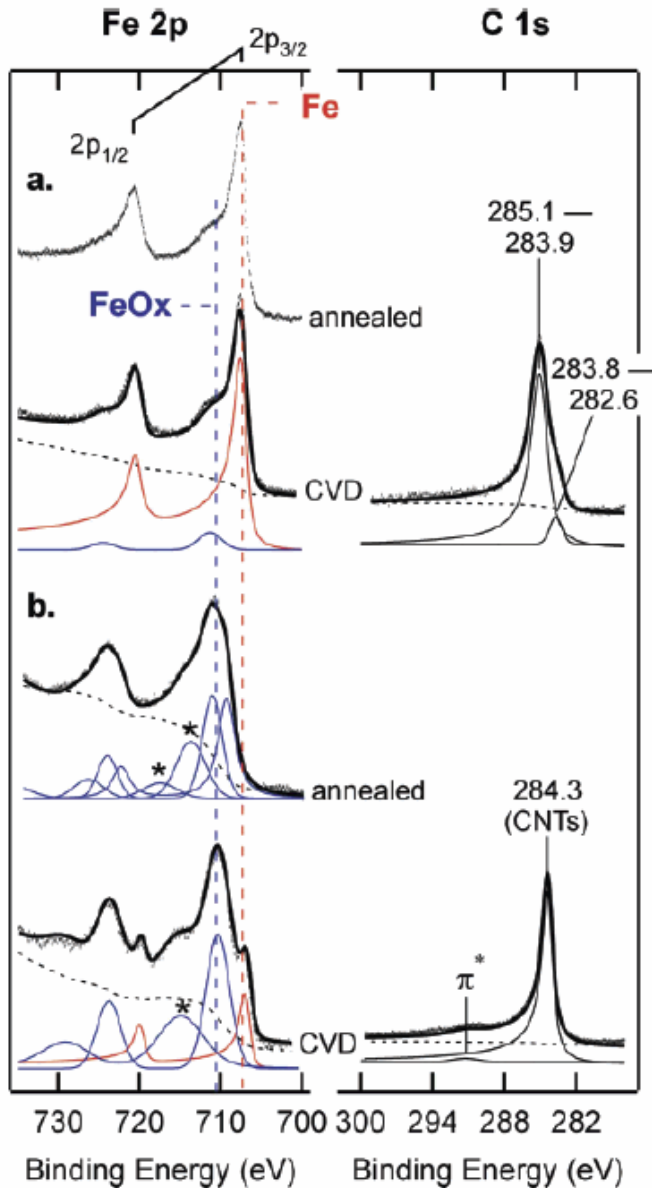 Fe 2p
C 1s
2p3/2
Fe
2p1/2
a.
285.1 —
283.9
FeOx
annealed
283.8 —
282.6
CVD
b.
*
*
annealed
284.3
(CNTs)
π*
*
CVD
730 720 710 700
300 294 288 282
Binding Energy (eV)
Binding Energy (eV)